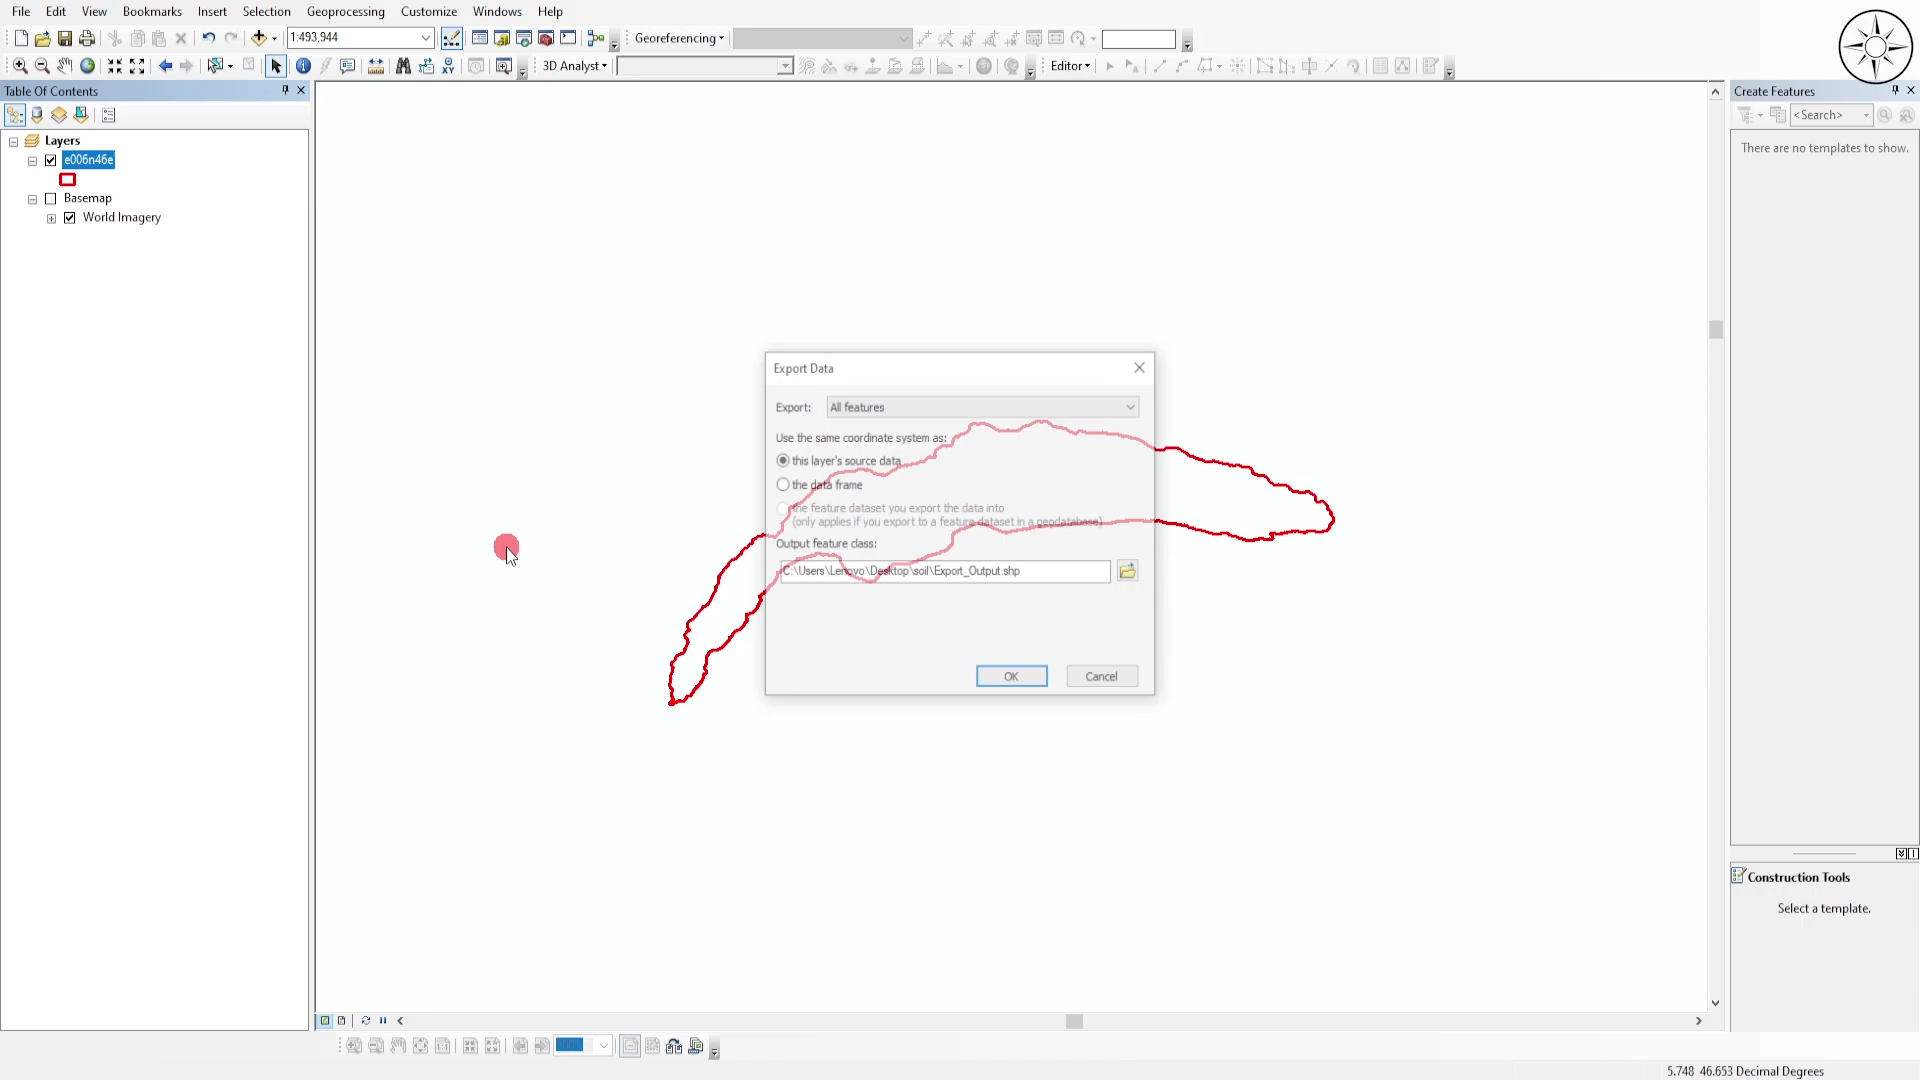 File Edit View Bookmarks Insert Selection Geoprocessing Customize Windows Help
1:493,944
Georeferencing
3D Analyst
Editor
Table Of Contents
Layers
e006n46e
Basemap
World Imagery
Export Data
Export: All features
Use the same coordinate system as:
this layer's source data
the data frame
the feature dataset you export the data into
(only applies if you export to a feature dataset in a geodatabase)
Output feature class:
C:\Users\Lenovo\Desktop\soil\Export_Output.shp
OK Cancel
Create Features
<Search>
There are no templates to show.
Construction Tools
Select a template.
5.748 46.653 Decimal Degrees